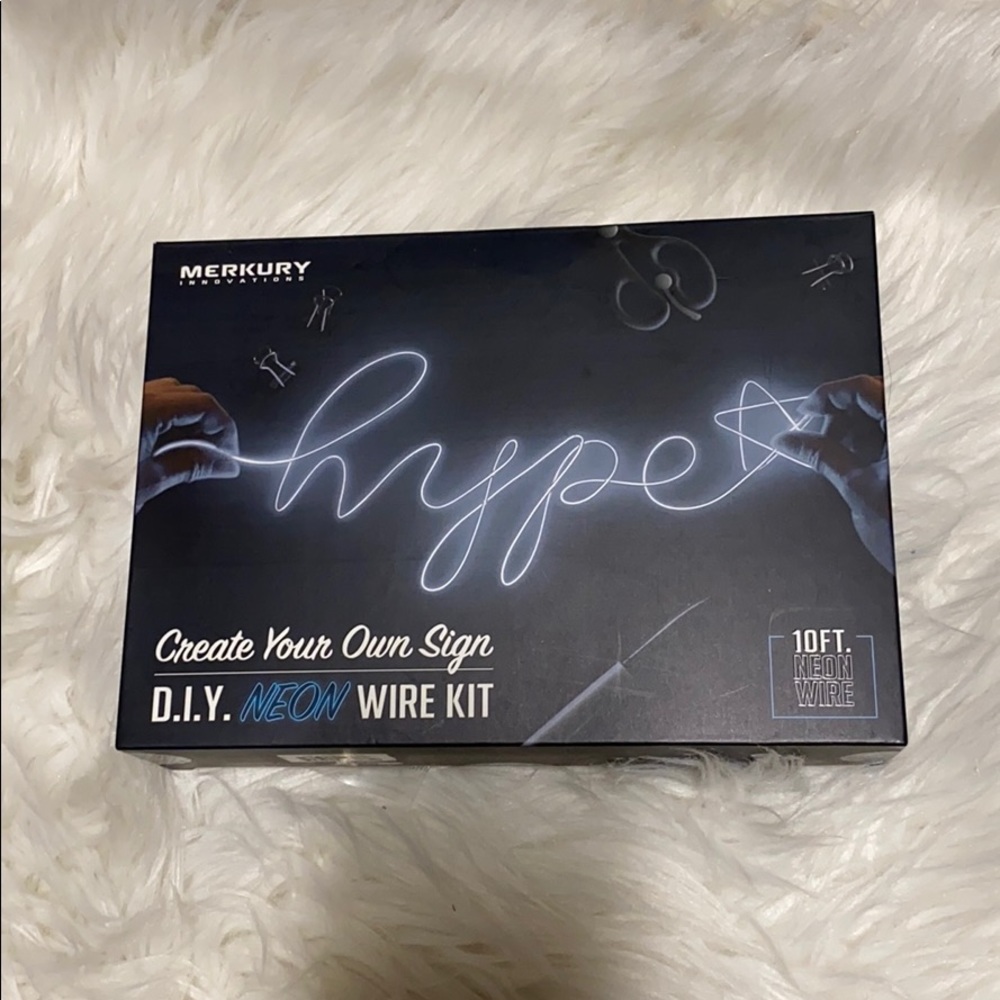 MERKURY
INNOVATIONS
hype
Create Your Own Sign
D.I.Y. NEON WIRE KIT
10FT.
NEON
WIRE